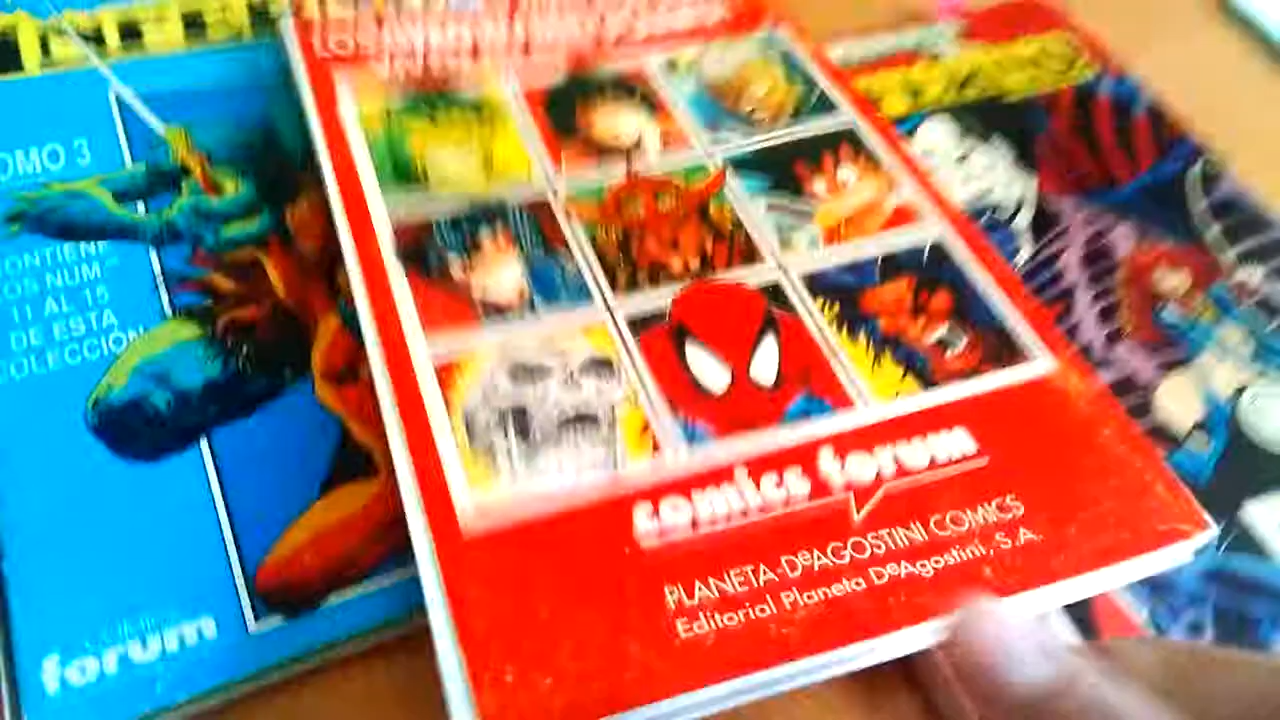 OMO 3
CONTIENE
LOS NUM-
11 AL 15
DE ESTA
COLECCIÓN
forum
comics forum
PLANETA-DeAGOSTINI COMICS
Editorial Planeta DeAgostini, S.A.